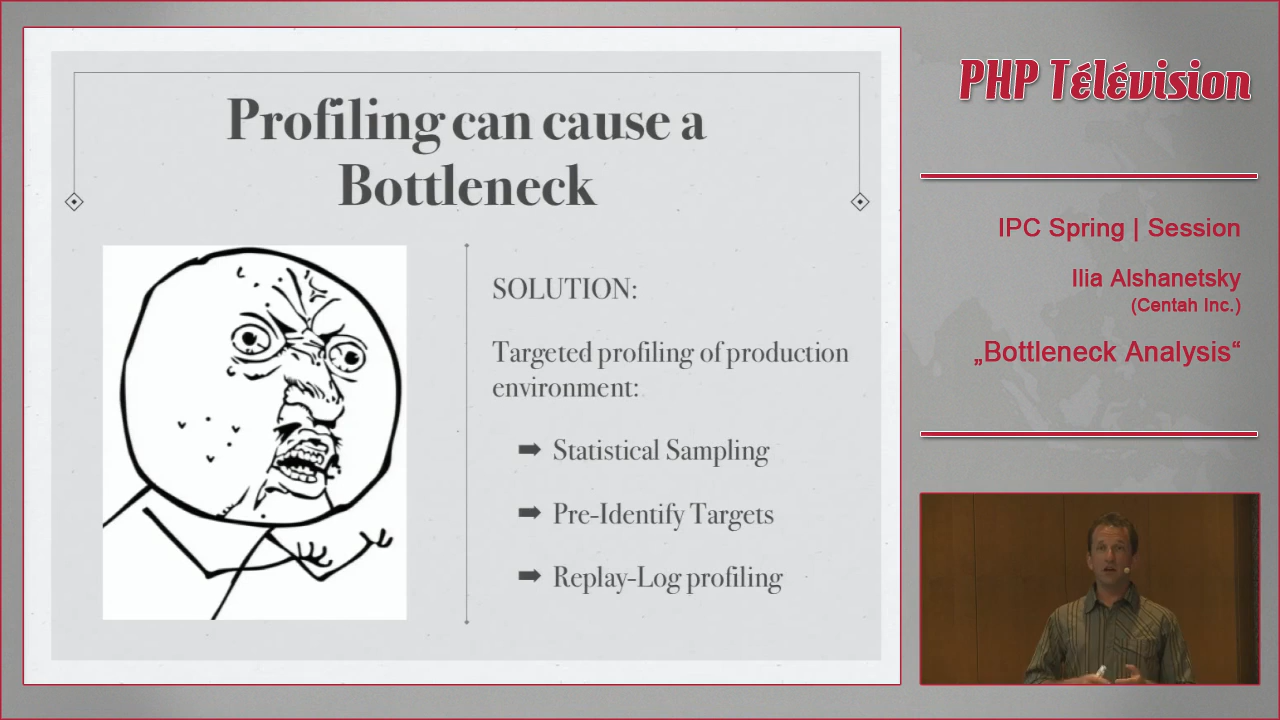 Profiling can cause a
Bottleneck
SOLUTION:
Targeted profiling of production
environment:
➡ Statistical Sampling
➡ Pre-Identify Targets
➡ Replay-Log profiling
PHP Télévision
IPC Spring | Session
Ilia Alshanetsky
(Centah Inc.)
„Bottleneck Analysis“